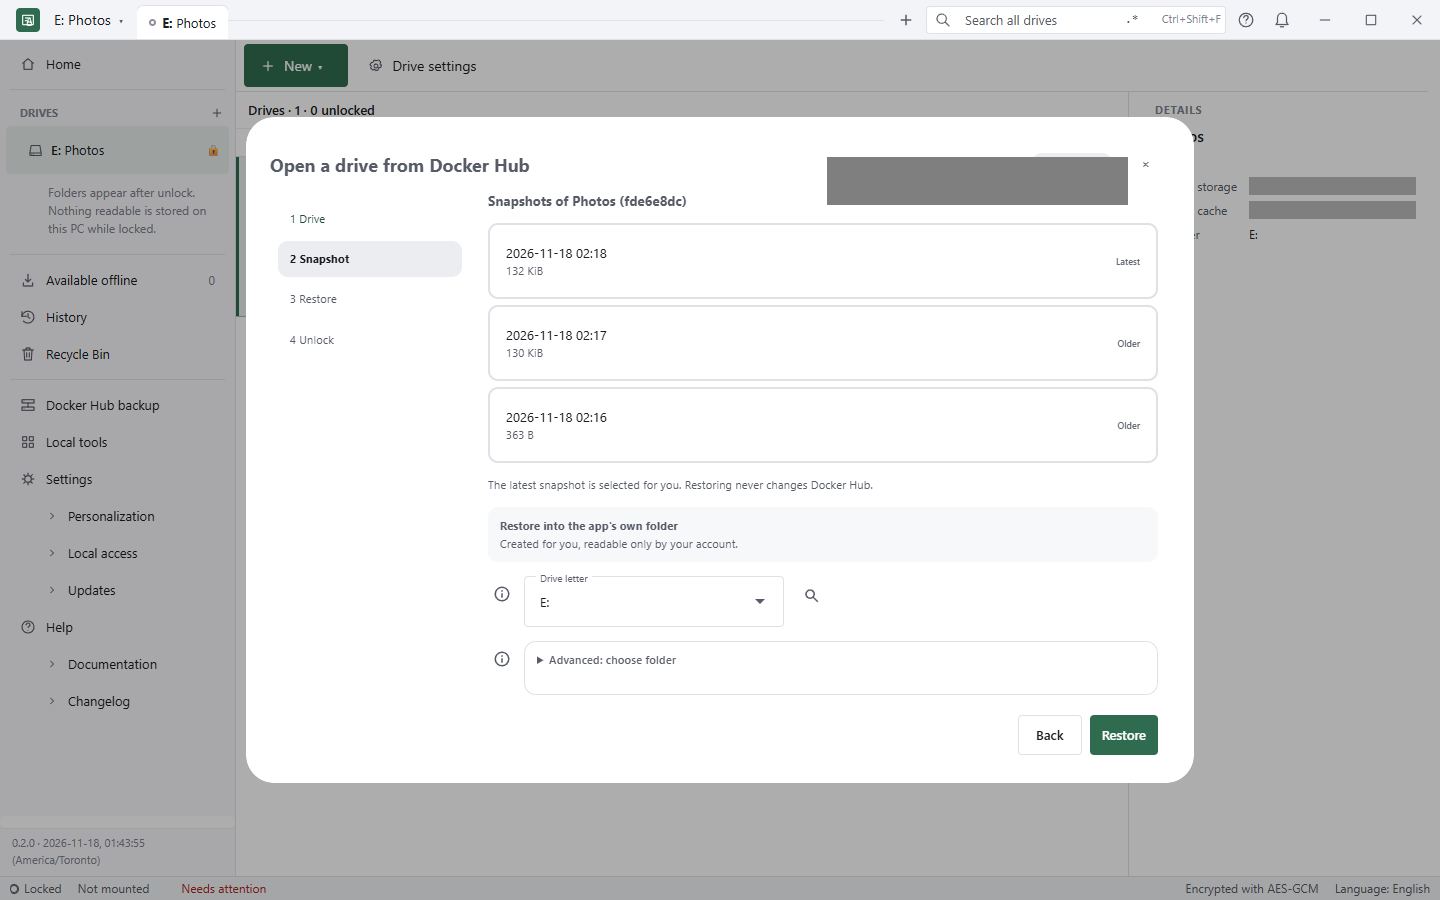 E: Photos
E: Photos
Search all drives
.*
Ctrl+Shift+F
Home
New
Drive settings
DRIVES
Drives · 1 · 0 unlocked
DETAILS
E: Photos
Folders appear after unlock.
Nothing readable is stored on
this PC while locked.
storage
cache
E:
Available offline
0
History
Recycle Bin
Docker Hub backup
Local tools
Settings
Personalization
Local access
Updates
Help
Documentation
Changelog
0.2.0 · 2026-11-18, 01:43:55
(America/Toronto)
Open a drive from Docker Hub
1 Drive
2 Snapshot
3 Restore
4 Unlock
Snapshots of Photos (fde6e8dc)
2026-11-18 02:18
132 KiB
Latest
2026-11-18 02:17
130 KiB
Older
2026-11-18 02:16
363 B
Older
The latest snapshot is selected for you. Restoring never changes Docker Hub.
Restore into the app's own folder
Created for you, readable only by your account.
Drive letter
E:
Advanced: choose folder
Back
Restore
Locked
Not mounted
Needs attention
Encrypted with AES-GCM
Language: English